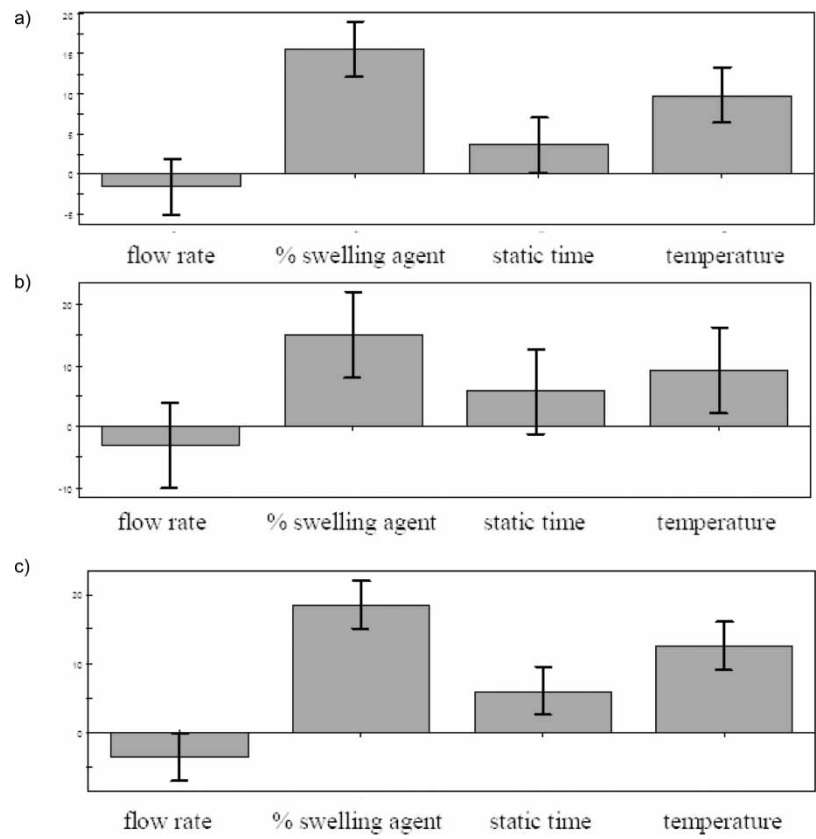 a)
20
15
10
5
0
-5
flow rate % swelling agent static time temperature
b)
20
10
0
-10
flow rate % swelling agent static time temperature
c)
20
10
0
flow rate % swelling agent static time temperature